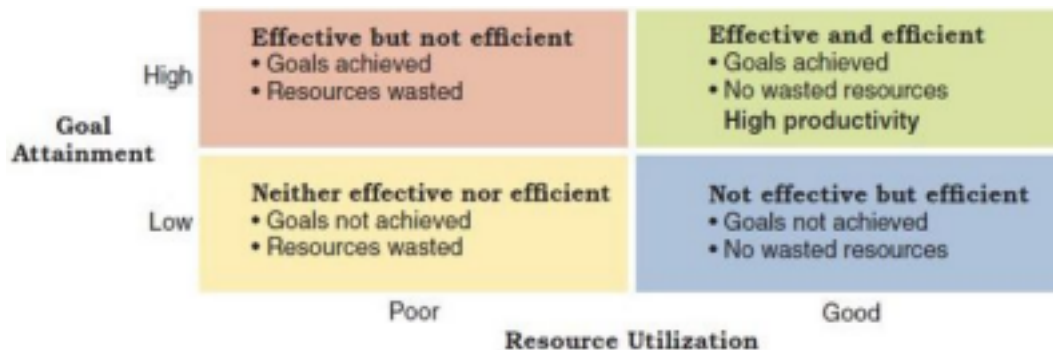 Effective but not efficient
• Goals achieved
• Resources wasted
Effective and efficient
• Goals achieved
• No wasted resources
High productivity
High
Goal
Attainment
Neither effective nor efficient
• Goals not achieved
• Resources wasted
Not effective but efficient
• Goals not achieved
• No wasted resources
Low
Poor
Good
Resource Utilization